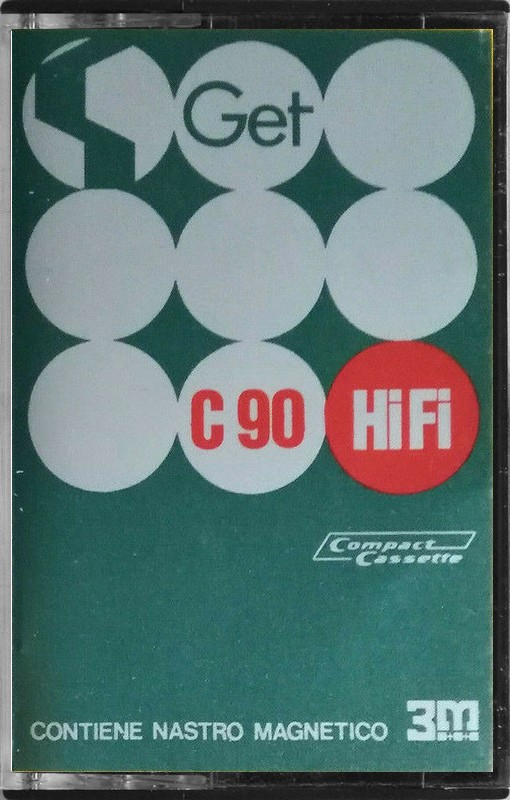 Get
C 90
HiFi
Compact
Cassette
CONTIENE NASTRO MAGNETICO
3M